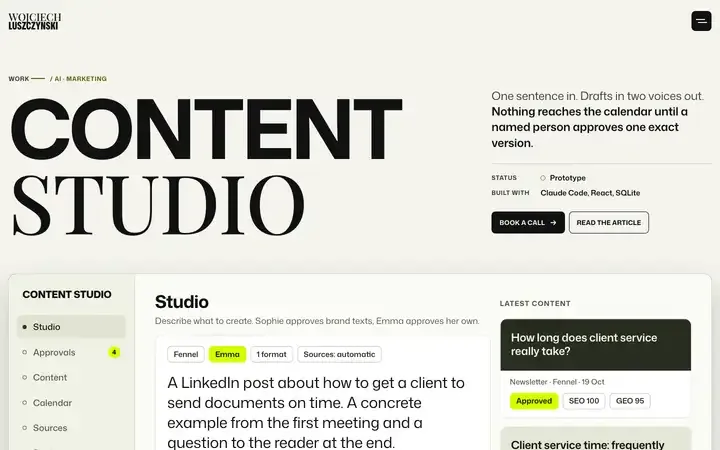 WOJCIECH
LUSZCZYNSKI
WORK — / AI · MARKETING
CONTENT
STUDIO
One sentence in. Drafts in two voices out.
Nothing reaches the calendar until a
named person approves one exact
version.
STATUS Prototype
BUILT WITH Claude Code, React, SQLite
BOOK A CALL →
READ THE ARTICLE
CONTENT STUDIO
Studio
Approvals 4
Content
Calendar
Sources
Studio
Describe what to create. Sophie approves brand texts, Emma approves her own.
Fennel
Emma
1 format
Sources: automatic
A LinkedIn post about how to get a client to
send documents on time. A concrete
example from the first meeting and a
question to the reader at the end.
LATEST CONTENT
How long does client service
really take?
Newsletter · Fennel · 19 Oct
Approved
SEO 100
GEO 95
Client service time: frequently